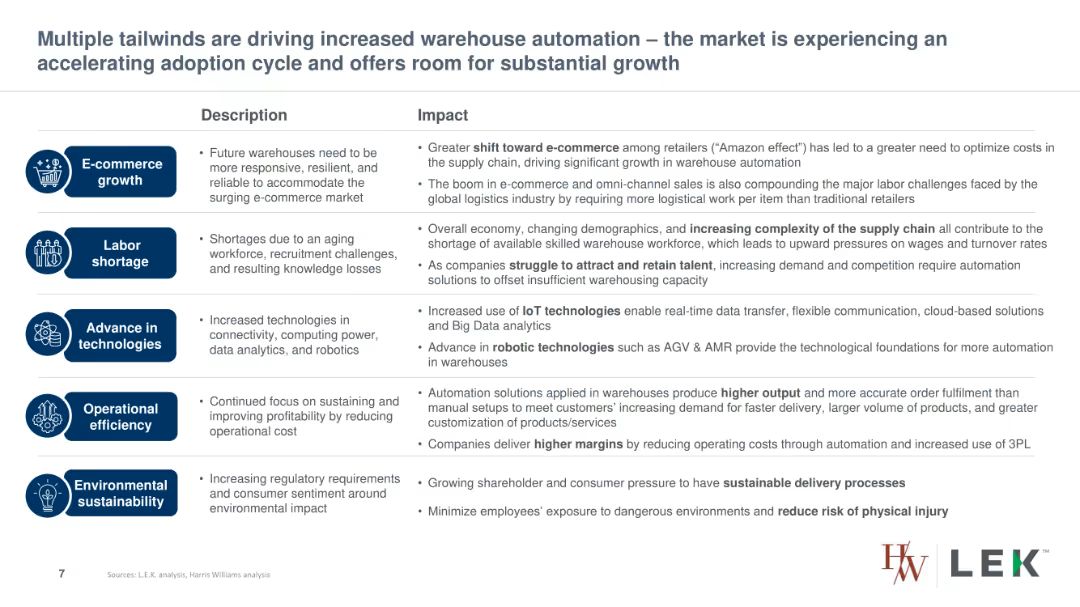 Multiple tailwinds are driving increased warehouse automation – the market is experiencing an
accelerating adoption cycle and offers room for substantial growth
Description
Impact
E-commerce
growth
• Future warehouses need to be
more responsive, resilient, and
reliable to accommodate the
surging e-commerce market
• Greater shift toward e-commerce among retailers (“Amazon effect”) has led to a greater need to optimize costs in
the supply chain, driving significant growth in warehouse automation
• The boom in e-commerce and omni-channel sales is also compounding the major labor challenges faced by the
global logistics industry by requiring more logistical work per item than traditional retailers
Labor
shortage
• Shortages due to an aging
workforce, recruitment challenges,
and resulting knowledge losses
• Overall economy, changing demographics, and increasing complexity of the supply chain all contribute to the
shortage of available skilled warehouse workforce, which leads to upward pressures on wages and turnover rates
• As companies struggle to attract and retain talent, increasing demand and competition require automation
solutions to offset insufficient warehousing capacity
Advance in
technologies
• Increased technologies in
connectivity, computing power,
data analytics, and robotics
• Increased use of IoT technologies enable real-time data transfer, flexible communication, cloud-based solutions
and Big Data analytics
• Advance in robotic technologies such as AGV & AMR provide the technological foundations for more automation
in warehouses
Operational
efficiency
• Continued focus on sustaining and
improving profitability by reducing
operational cost
• Automation solutions applied in warehouses produce higher output and more accurate order fulfilment than
manual setups to meet customers’ increasing demand for faster delivery, larger volume of products, and greater
customization of products/services
• Companies deliver higher margins by reducing operating costs through automation and increased use of 3PL
Environmental
sustainability
• Increasing regulatory requirements
and consumer sentiment around
environmental impact
• Growing shareholder and consumer pressure to have sustainable delivery processes
• Minimize employees’ exposure to dangerous environments and reduce risk of physical injury
7
Sources: L.E.K. analysis, Harris Williams analysis
HW
LEK™